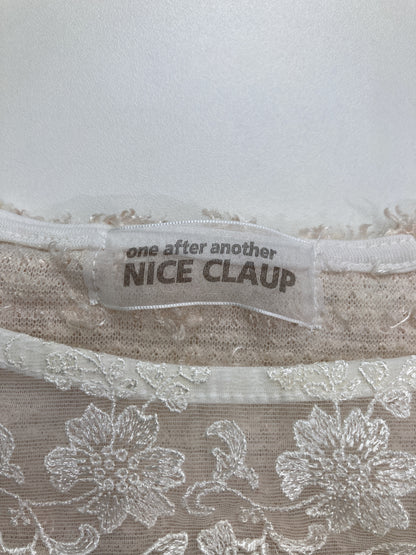 one after another
NICE CLAUP